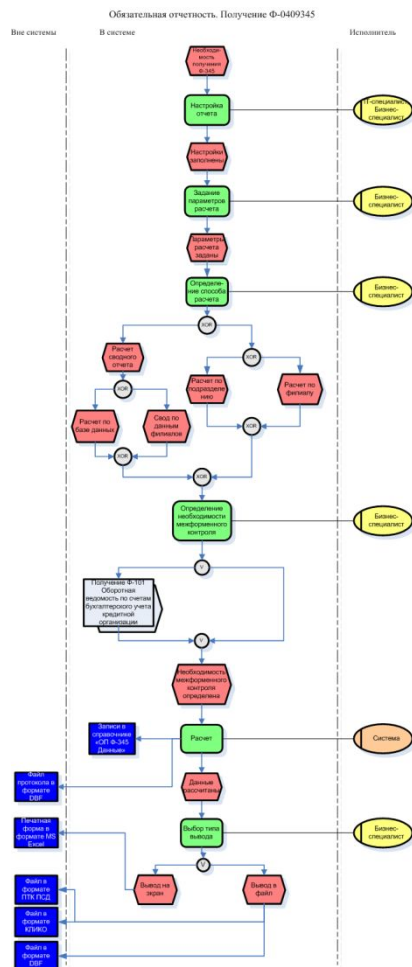 Обязательная отчетность. Получение Ф-0409345
Вне системы
В системе
Исполнитель
Необходи-
мость
получения
Ф-345
Настройка
отчета
IT-специалист
Бизнес-
специалист
Настройки
заполнены
Задание
параметров
расчета
Бизнес-
специалист
Параметры
расчета
заданы
Определе-
ние способа
расчета
Бизнес-
специалист
XOR
Расчет
сводного
отчета
XOR
XOR
Расчет по
подразделе
нию
Расчет по
филиалу
Расчет по
базе данных
Свод по
данным
филиалов
XOR
XOR
XOR
Определение
необходимости
межформенного
контроля
Бизнес-
специалист
V
Получение Ф-101
Оборотная
ведомость по счетам
бухгалтерского учета
кредитной
организации
V
Необходимость
межформенного
контроля
определена
Записи в
справочнике
«ОП Ф-345
Данные»
Расчет
Система
Файл
протокола в
формате
DBF
Данные
рассчитаны
Печатная
форма в
формате MS
Excel
Выбор типа
вывода
Бизнес-
специалист
V
Вывод на
экран
Вывод в
файл
Файл в
формате
ПТК ПСД
Файл в
формате
КЛИКО
Файл в
формате
DBF